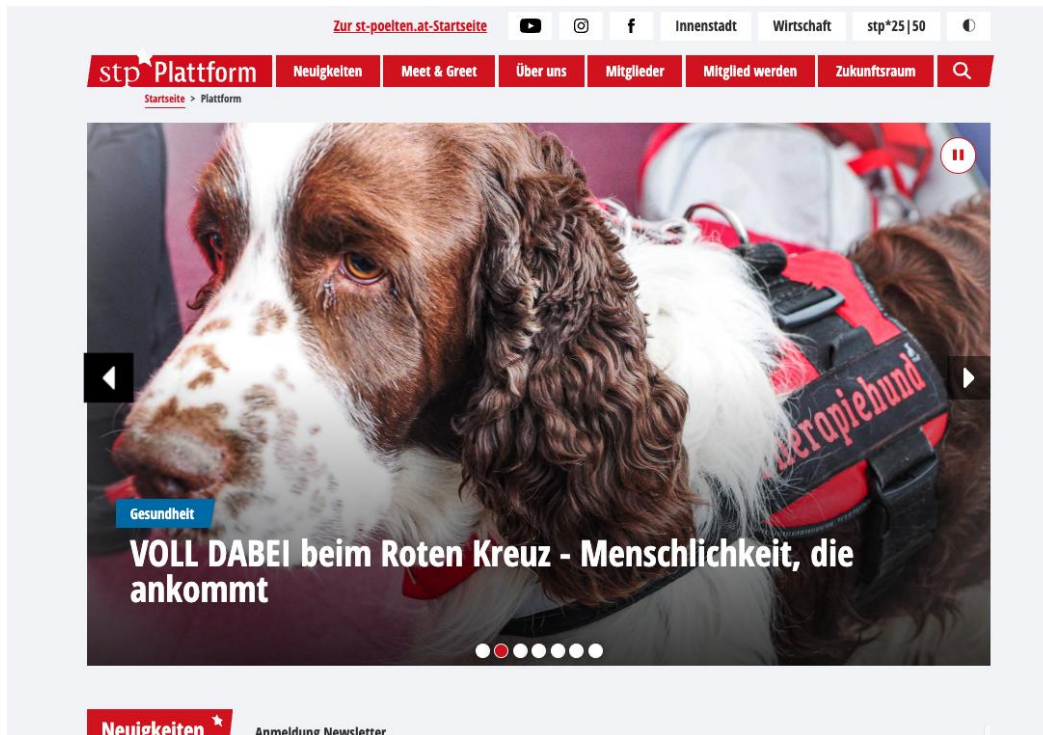 Zur st-poelten.at-Startseite
f
Innenstadt
Wirtschaft
stp*25|50
stp Plattform
Neuigkeiten
Meet & Greet
Über uns
Mitglieder
Mitglied werden
Zukunftsraum
Startseite > Plattform
Therapiehund
Gesundheit
VOLL DABEI beim Roten Kreuz - Menschlichkeit, die
ankommt
Neuigkeiten
Anmeldung Newsletter